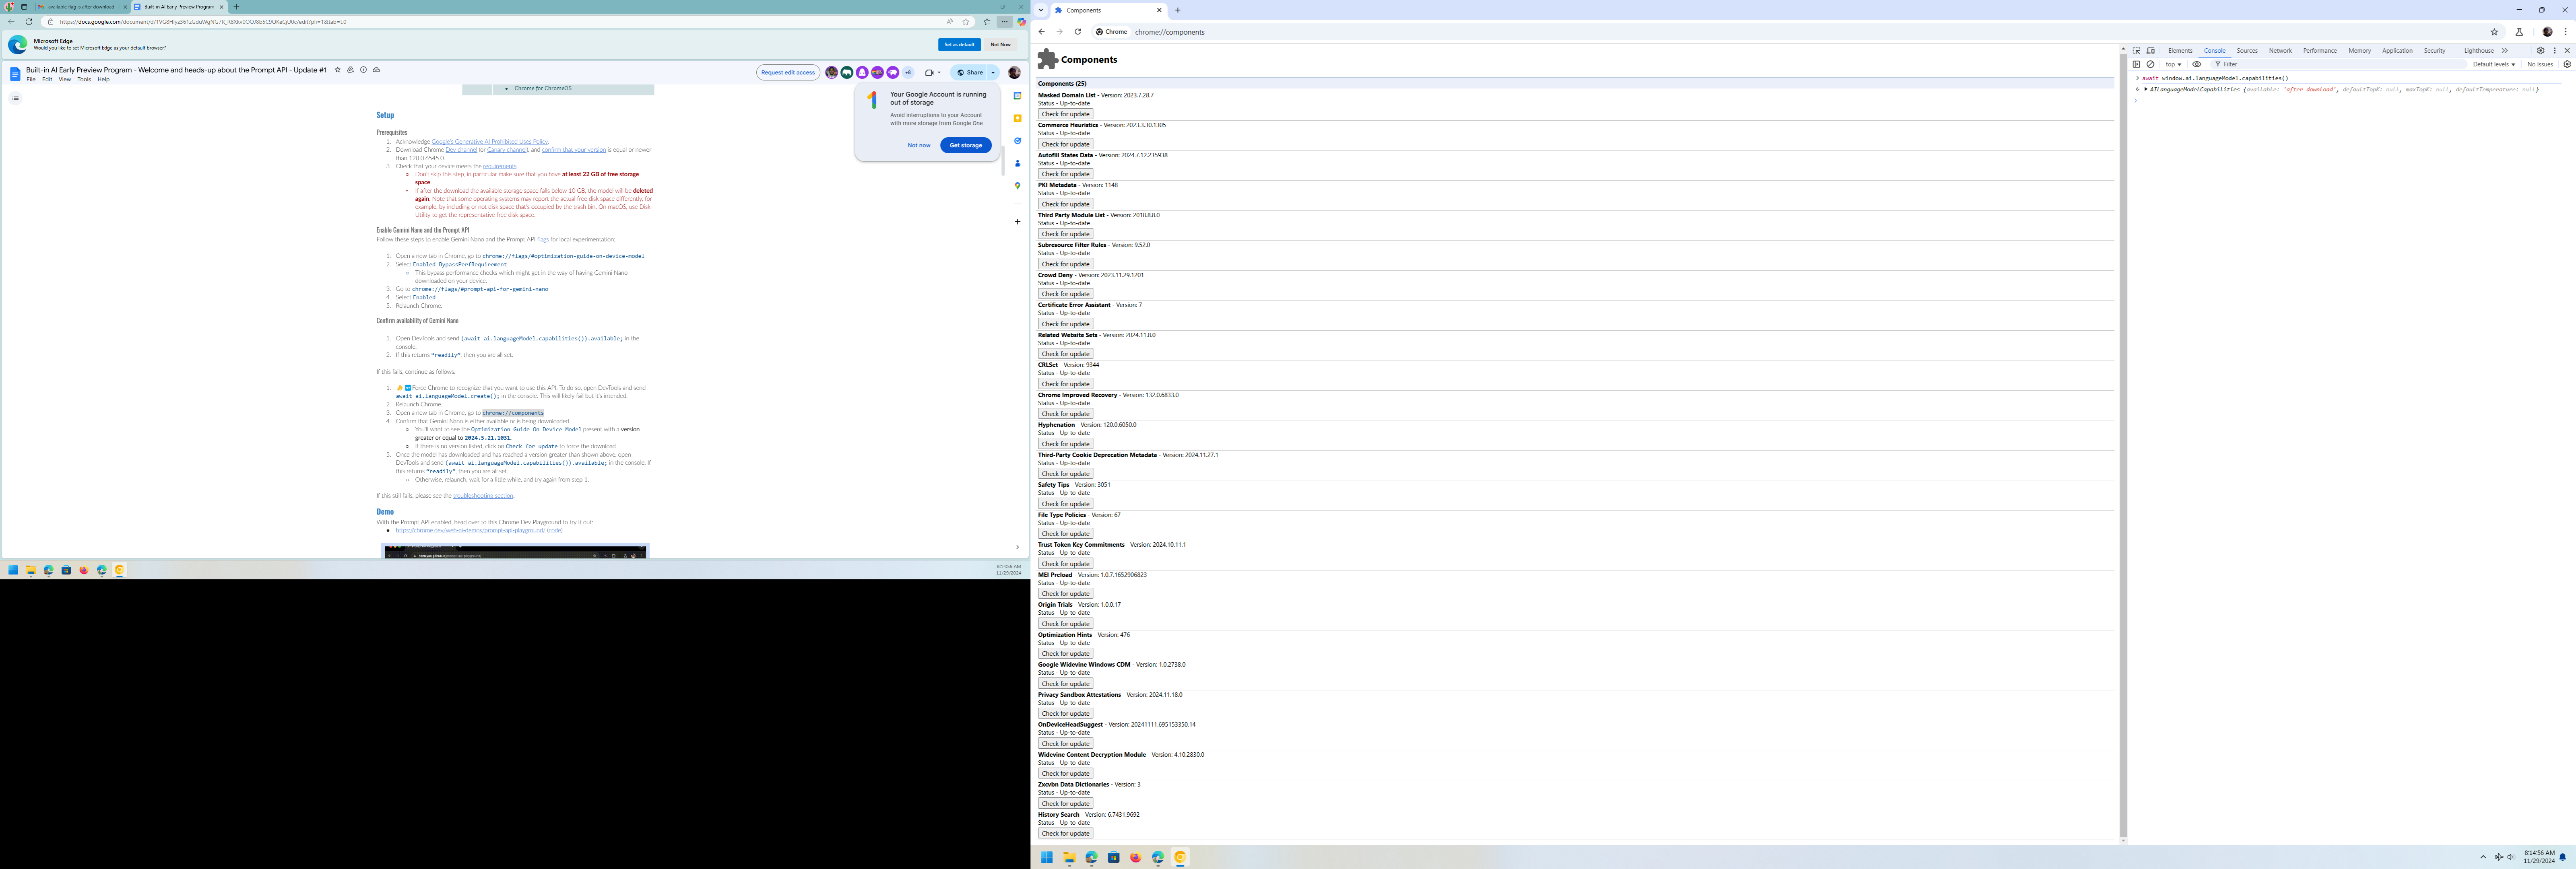 available flag is after download -
Built-in AI Early Preview Program
https://docs.google.com/document/d/
Microsoft Edge
Would you like to set Microsoft Edge as your default browser?
Set as default
Not Now
Built-in AI Early Preview Program - Welcome and heads-up about the Prompt API - Update #1
File Edit View Tools Help
Request edit access
+8
Share
Chrome for ChromeOS
Your Google Account is running
out of storage
Avoid interruptions to your Account
with more storage from Google One
Not now
Get storage
Setup
Prerequisites
1. Acknowledge Google's Generative AI Prohibited Uses Policy.
2. Download Chrome Dev channel (or Canary channel), and confirm that your version is equal or newer
than 128.0.6545.0.
3. Check that your device meets the requirements.
Don't skip this step, in particular make sure that you have at least 22 GB of free storage
space.
If after the download the available storage space falls below 10 GB, the model will be deleted
again. Note that some operating systems may report the actual free disk space differently, for
example, by including or not disk space that's occupied by the trash bin. On macOS, use Disk
Utility to get the representative free disk space.
Enable Gemini Nano and the Prompt API
Follow these steps to enable Gemini Nano and the Prompt API flags for local experimentation:
1. Open a new tab in Chrome, go to chrome://flags/#optimization-guide-on-device-model
2. Select Enabled BypassPerfRequirement
This bypass performance checks which might get in the way of having Gemini Nano
downloaded on your device.
3. Go to chrome://flags/#prompt-api-for-gemini-nano
4. Select Enabled
5. Relaunch Chrome.
Confirm availability of Gemini Nano
1. Open DevTools and send (await ai.languageModel.capabilities()).available; in the
console.
2. If this returns "readily", then you are all set.
If this fails, continue as follows:
1. Force Chrome to recognize that you want to use this API. To do so, open DevTools and send
await ai.languageModel.create(); in the console. This will likely fail but it's intended.
2. Relaunch Chrome.
3. Open a new tab in Chrome, go to chrome://components
4. Confirm that Gemini Nano is either available or is being downloaded
You'll want to see the Optimization Guide On Device Model present with a version
greater or equal to 2024.5.21.1031.
If there is no version listed, click on Check for update to force the download.
5. Once the model has downloaded and has reached a version greater than shown above, open
DevTools and send (await ai.languageModel.capabilities()).available; in the console. If
this returns "readily", then you are all set.
Otherwise, relaunch, wait for a little while, and try again from step 1.
If this still fails, please see the troubleshooting section.
Demo
With the Prompt API enabled, head over to this Chrome Dev Playground to try it out:
https://chrome.dev/web-ai-demos/prompt-api-playground/ (code)
8:14:56 AM
11/29/2024
Components
Chrome
chrome://components
Components
Components (25)
Masked Domain List - Version: 2023.7.28.7
Status - Up-to-date
Check for update
Commerce Heuristics - Version: 2023.3.30.1305
Status - Up-to-date
Check for update
Autofill States Data - Version: 2024.7.12.235938
Status - Up-to-date
Check for update
PKI Metadata - Version: 1148
Status - Up-to-date
Check for update
Third Party Module List - Version: 2018.8.8.0
Status - Up-to-date
Check for update
Subresource Filter Rules - Version: 9.52.0
Status - Up-to-date
Check for update
Crowd Deny - Version: 2023.11.29.1201
Status - Up-to-date
Check for update
Certificate Error Assistant - Version: 7
Status - Up-to-date
Check for update
Related Website Sets - Version: 2024.11.8.0
Status - Up-to-date
Check for update
CRLSet - Version: 9344
Status - Up-to-date
Check for update
Chrome Improved Recovery - Version: 132.0.6833.0
Status - Up-to-date
Check for update
Hyphenation - Version: 120.0.6050.0
Status - Up-to-date
Check for update
Third-Party Cookie Deprecation Metadata - Version: 2024.11.27.1
Status - Up-to-date
Check for update
Safety Tips - Version: 3051
Status - Up-to-date
Check for update
File Type Policies - Version: 67
Status - Up-to-date
Check for update
Trust Token Key Commitments - Version: 2024.10.11.1
Status - Up-to-date
Check for update
MEI Preload - Version: 1.0.7.1652906823
Status - Up-to-date
Check for update
Origin Trials - Version: 1.0.0.17
Status - Up-to-date
Check for update
Optimization Hints - Version: 476
Status - Up-to-date
Check for update
Google Widevine Windows CDM - Version: 1.0.2738.0
Status - Up-to-date
Check for update
Privacy Sandbox Attestations - Version: 2024.11.18.0
Status - Up-to-date
Check for update
OnDeviceHeadSuggest - Version: 20241111.695153350.14
Status - Up-to-date
Check for update
Widevine Content Decryption Module - Version: 4.10.2830.0
Status - Up-to-date
Check for update
Zxcvbn Data Dictionaries - Version: 3
Status - Up-to-date
Check for update
History Search - Version: 6.7431.9692
Status - Up-to-date
Check for update
Elements Console Sources Network Performance Memory Application Security Lighthouse
top
Filter
Default levels
No Issues
await window.ai.languageModel.capabilities()
AILanguageModelCapabilities {available: 'after-download', defaultTopK: null, maxTopK: null, defaultTemperature: null}
8:14:56 AM
11/29/2024